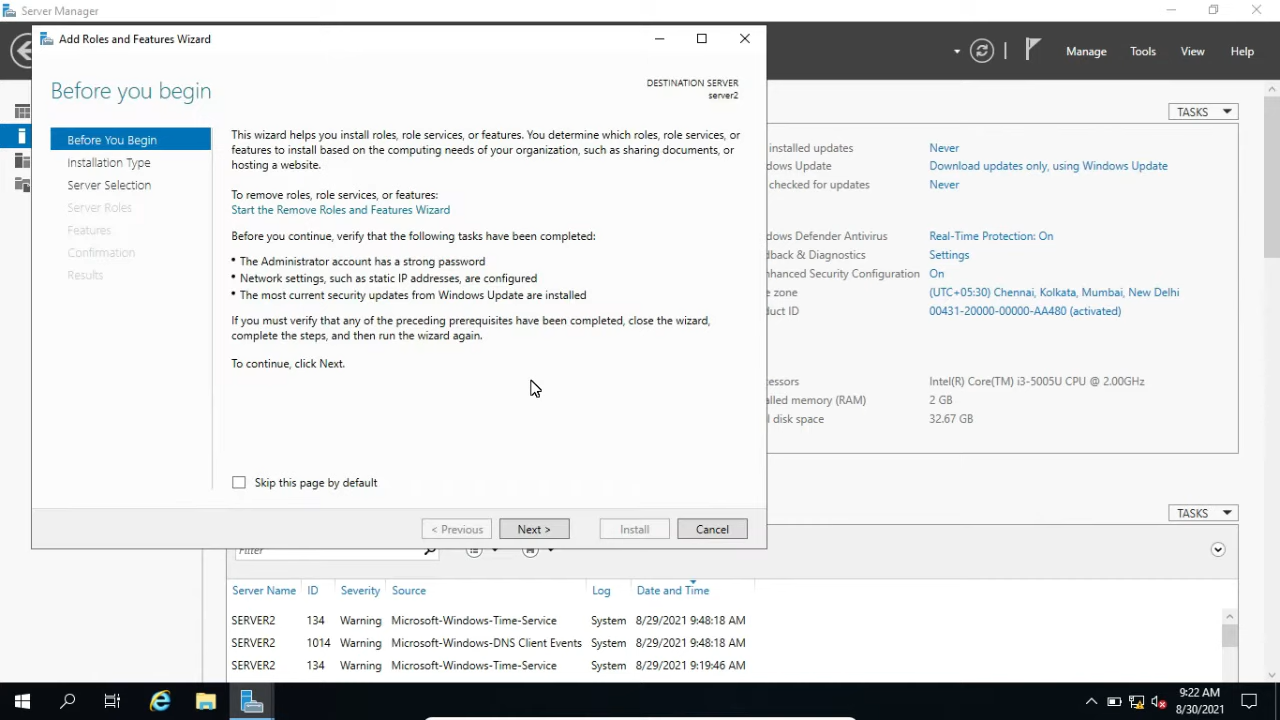 Server Manager
Add Roles and Features Wizard
Manage
Tools
View
Help
Before you begin
DESTINATION SERVER
server2
Before You Begin
Installation Type
Server Selection
Server Roles
Features
Confirmation
Results
This wizard helps you install roles, role services, or features. You determine which roles, role services, or
features to install based on the computing needs of your organization, such as sharing documents, or
hosting a website.
To remove roles, role services, or features:
Start the Remove Roles and Features Wizard
Before you continue, verify that the following tasks have been completed:
• The Administrator account has a strong password
• Network settings, such as static IP addresses, are configured
• The most current security updates from Windows Update are installed
If you must verify that any of the preceding prerequisites have been completed, close the wizard,
complete the steps, and then run the wizard again.
To continue, click Next.
Skip this page by default
< Previous
Next >
Install
Cancel
TASKS
installed updates Never
Update Download updates only, using Windows Update
checked for updates Never
Defender Antivirus Real-Time Protection: On
& Diagnostics Settings
Security Configuration On
zone (UTC+05:30) Chennai, Kolkata, Mumbai, New Delhi
ID 00431-20000-00000-AA480 (activated)
Intel(R) Core(TM) i3-5005U CPU @ 2.00GHz
memory (RAM) 2 GB
disk space 32.67 GB
TASKS
Filter
Server Name ID Severity Source Log Date and Time
SERVER2 134 Warning Microsoft-Windows-Time-Service System 8/29/2021 9:48:18 AM
SERVER2 1014 Warning Microsoft-Windows-DNS Client Events System 8/29/2021 9:48:18 AM
SERVER2 134 Warning Microsoft-Windows-Time-Service System 8/29/2021 9:19:46 AM
9:22 AM
8/30/2021